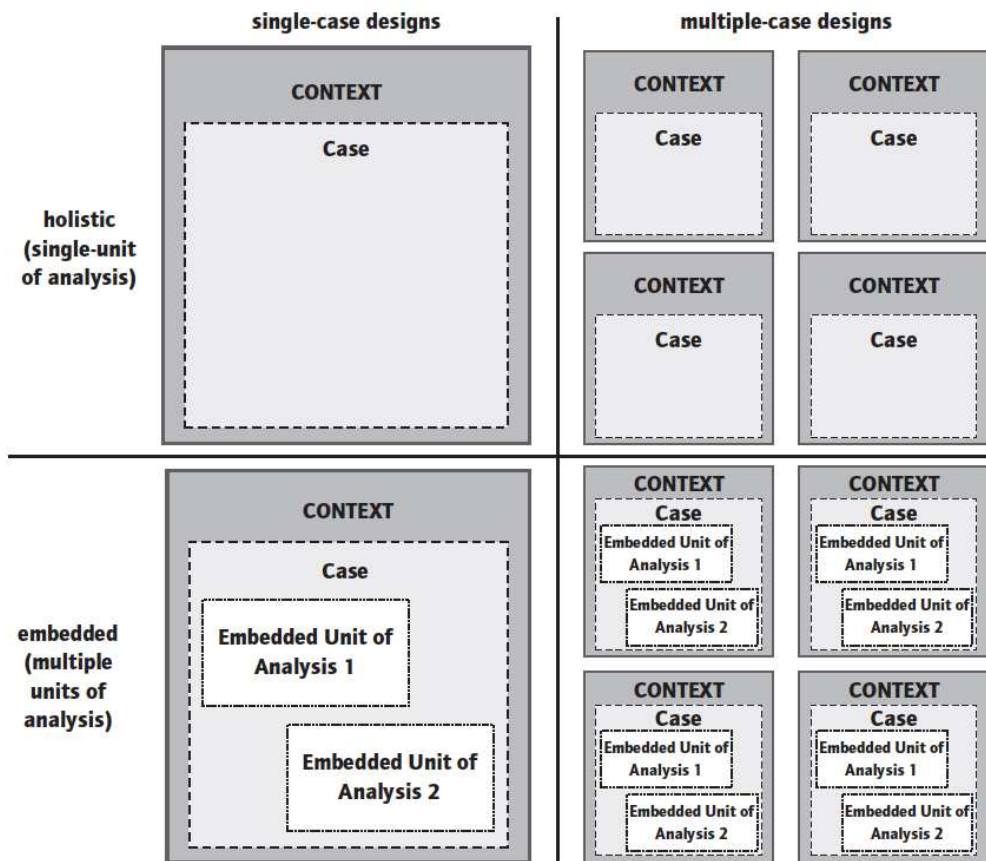 single-case designs
multiple-case designs
holistic
(single-unit
of analysis)
CONTEXT
Case
CONTEXT
Case
CONTEXT
Case
CONTEXT
Case
CONTEXT
Case
embedded
(multiple
units of
analysis)
CONTEXT
Case
Embedded Unit of
Analysis 1
Embedded Unit of
Analysis 2
CONTEXT
Case
Embedded Unit of
Analysis 1
Embedded Unit of
Analysis 2
CONTEXT
Case
Embedded Unit of
Analysis 1
Embedded Unit of
Analysis 2
CONTEXT
Case
Embedded Unit of
Analysis 1
Embedded Unit of
Analysis 2
CONTEXT
Case
Embedded Unit of
Analysis 1
Embedded Unit of
Analysis 2